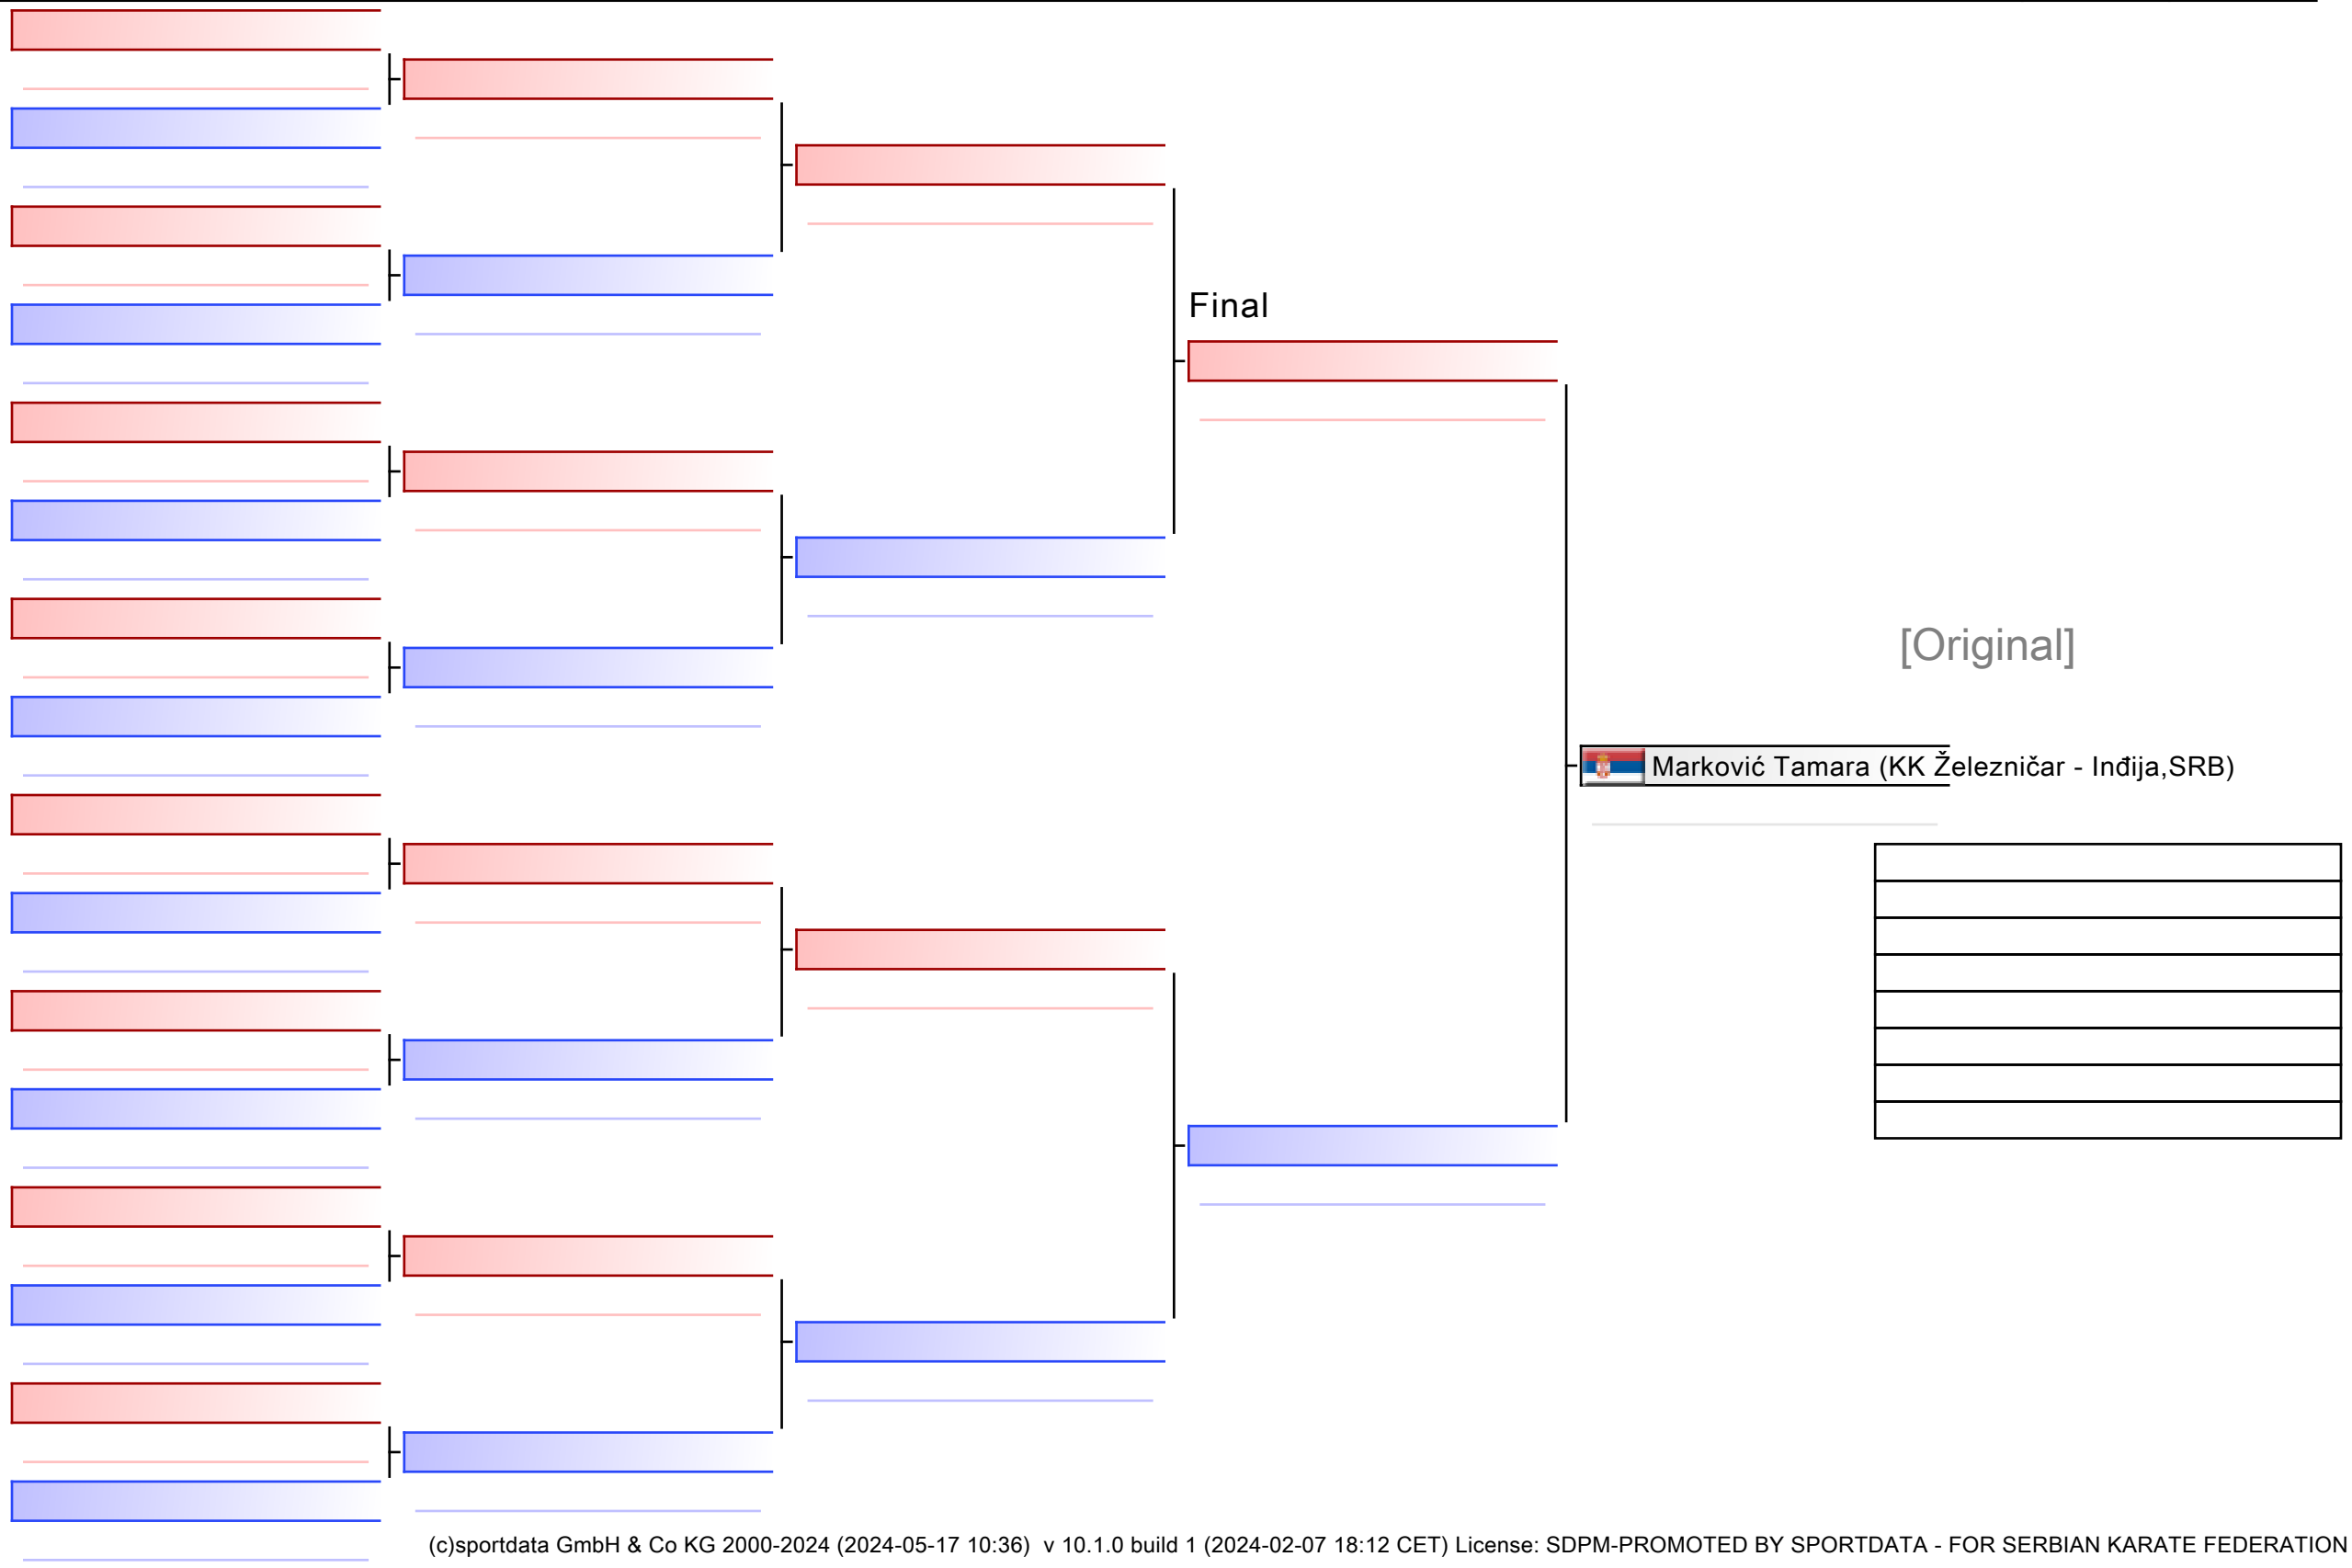 Final
[Original]
Marković Tamara (KK Železničar - Inđija,SRB)
(c)sportdata GmbH & Co KG 2000-2024 (2024-05-17 10:36)  v 10.1.0 build 1 (2024-02-07 18:12 CET) License: SDPM-PROMOTED BY SPORTDATA - FOR SERBIAN KARATE FEDERATION